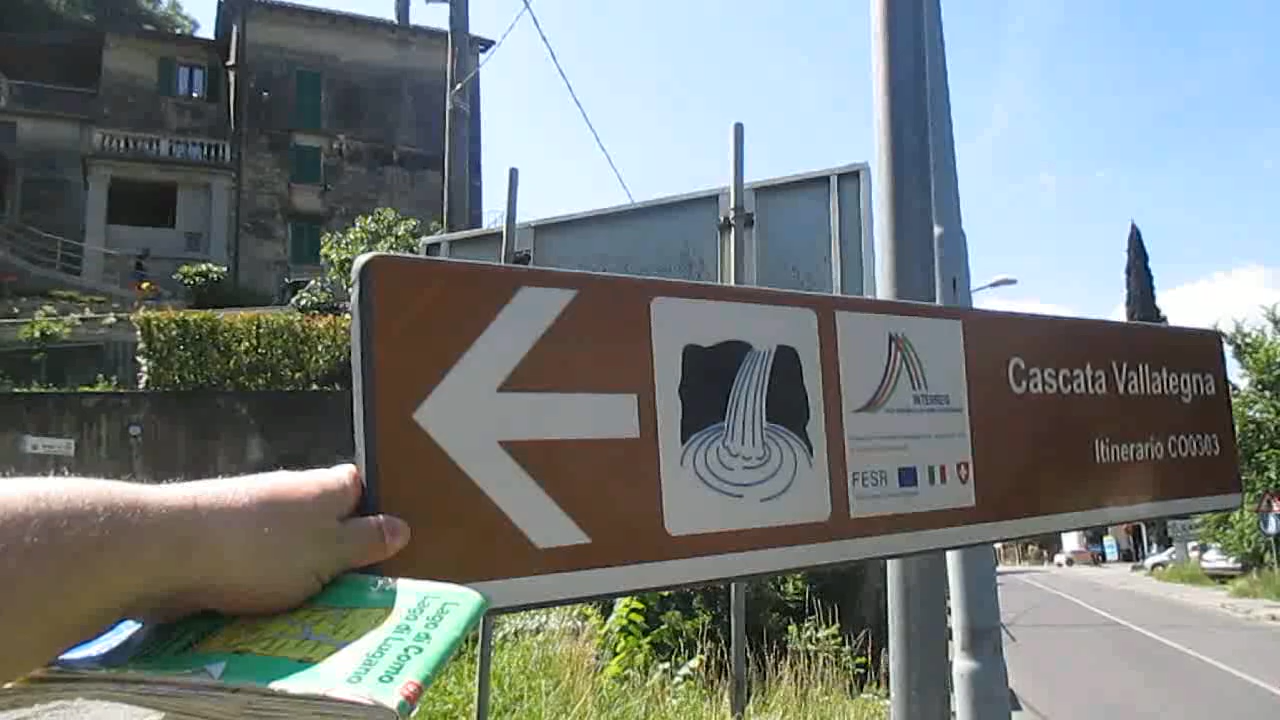 INTERREG
FESR
Cascata Vallategna
Itinerario CO0303
Lago di Como
Lago di Lugano